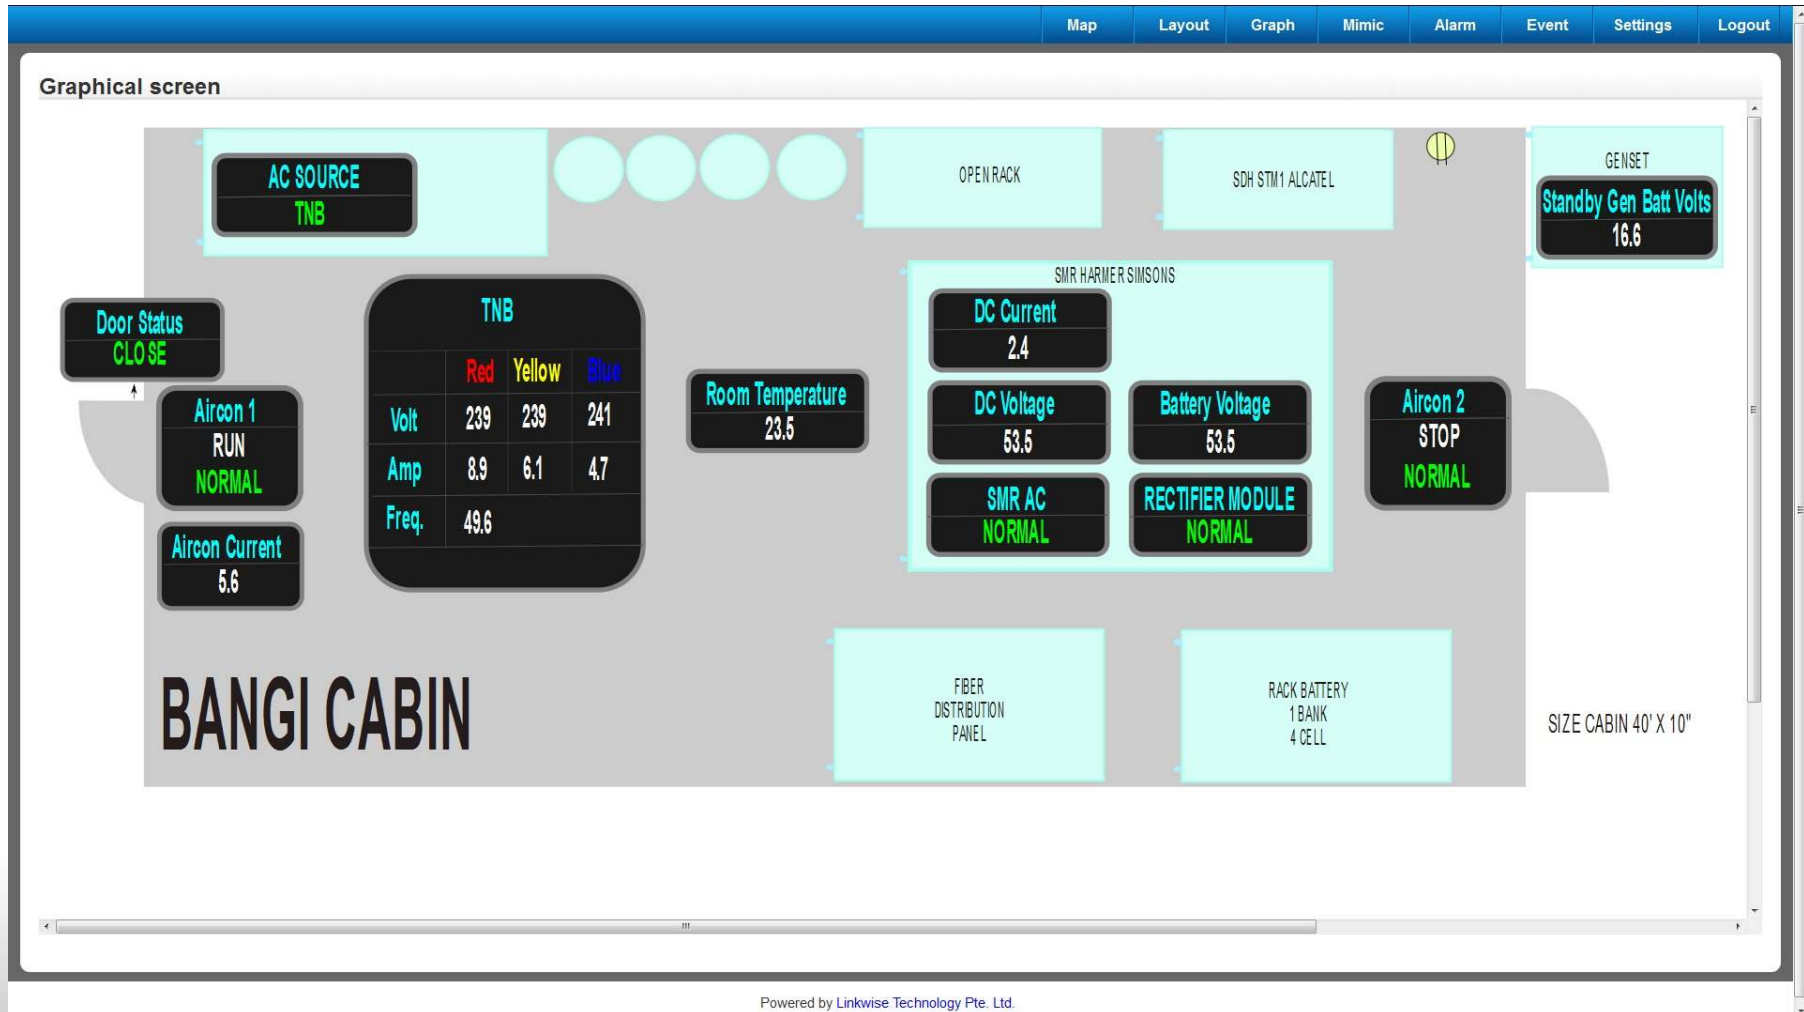 Map Layout Graph Mimic Alarm Event Settings Logout
Graphical screen
AC SOURCE
TNB
OPEN RACK
SDH STM1 ALCATEL
GENSET
Standby Gen Batt Volts
16.6
Door Status
CLOSE
Aircon 1
RUN
NORMAL
Aircon Current
5.6
TNB
Red Yellow Blue
Volt 239 239 241
Amp 8.9 6.1 4.7
Freq. 49.6
Room Temperature
23.5
SMR HARMER SIMSONS
DC Current
2.4
DC Voltage
53.5
Battery Voltage
53.5
SMR AC
NORMAL
RECTIFIER MODULE
NORMAL
Aircon 2
STOP
NORMAL
BANGI CABIN
FIBER
DISTRIBUTION
PANEL
RACK BATTERY
1 BANK
4 CELL
SIZE CABIN 40' X 10"
Powered by Linkwise Technology Pte. Ltd.